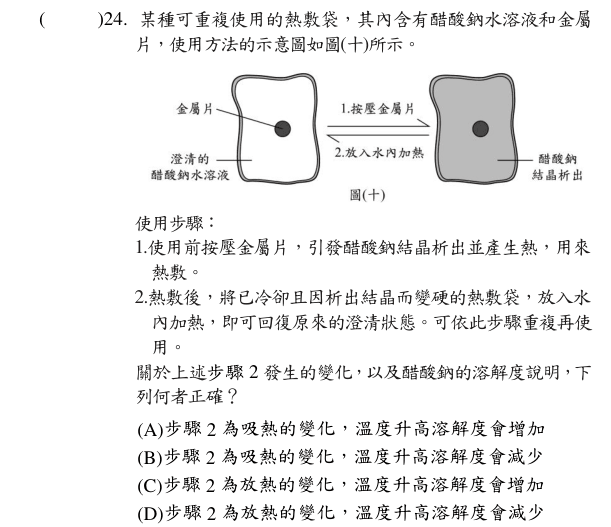 (　　)24. 某種可重複使用的熱敷袋，其內含有醋酸鈉水溶液和金屬
片，使用方法的示意圖如圖(十)所示。
金屬片
1.按壓金屬片
2.放入水內加熱
澄清的
醋酸鈉水溶液
醋酸鈉
結晶析出
圖(十)
使用步驟：
1.使用前按壓金屬片，引發醋酸鈉結晶析出並產生熱，用來
熱敷。
2.熱敷後，將已冷卻且因析出結晶而變硬的熱敷袋，放入水
內加熱，即可回復原來的澄清狀態。可依此步驟重複再使
用。
關於上述步驟 2 發生的變化，以及醋酸鈉的溶解度說明，下
列何者正確？
(A)步驟 2 為吸熱的變化，溫度升高溶解度會增加
(B)步驟 2 為吸熱的變化，溫度升高溶解度會減少
(C)步驟 2 為放熱的變化，溫度升高溶解度會增加
(D)步驟 2 為放熱的變化，溫度升高溶解度會減少